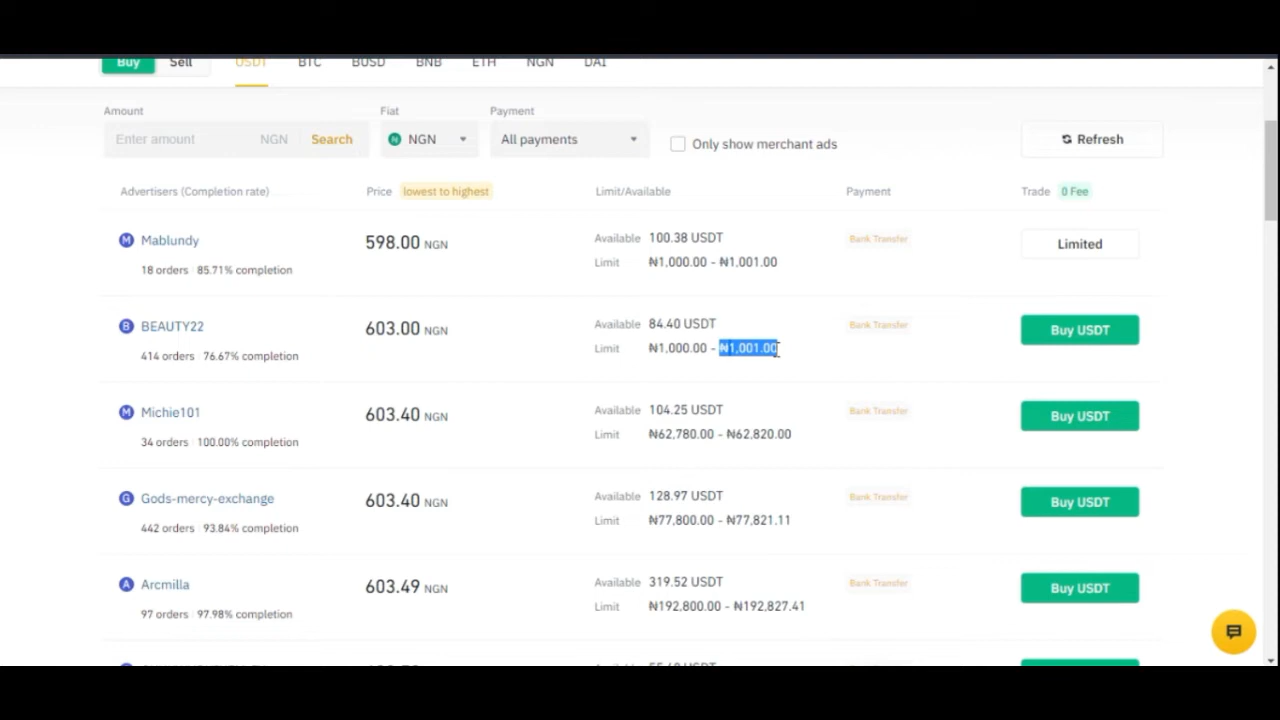 Buy Sell USDT BTC BUSD BNB ETH NGN DAI
Amount Fiat Payment
Enter amount NGN Search NGN All payments Only show merchant ads Refresh
Advertisers (Completion rate) Price lowest to highest Limit/Available Payment Trade 0 Fee
M Mablundy 598.00 NGN Available 100.38 USDT Bank Transfer Limited
18 orders 85.71% completion Limit ₦1,000.00 - ₦1,001.00
B BEAUTY22 603.00 NGN Available 84.40 USDT Bank Transfer Buy USDT
414 orders 76.67% completion Limit ₦1,000.00 - ₦1,001.00
M Michie101 603.40 NGN Available 104.25 USDT Bank Transfer Buy USDT
34 orders 100.00% completion Limit ₦62,780.00 - ₦62,820.00
G Gods-mercy-exchange 603.40 NGN Available 128.97 USDT Bank Transfer Buy USDT
442 orders 93.84% completion Limit ₦77,800.00 - ₦77,821.11
A Arcmilla 603.49 NGN Available 319.52 USDT Bank Transfer Buy USDT
97 orders 97.98% completion Limit ₦192,800.00 - ₦192,827.41